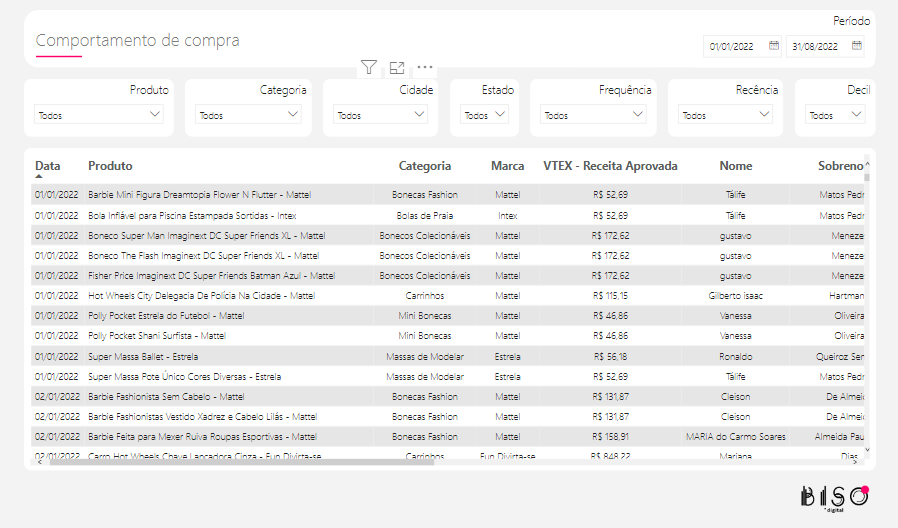 Período
Comportamento de compra
01/01/2022 31/08/2022
Produto Categoria Cidade Estado Frequência Recência Decil
Todos Todos Todos Todos Todos Todos Todos
Data Produto Categoria Marca VTEX - Receita Aprovada Nome Sobreno
01/01/2022 Barbie Mini Figura Dreamtopia Flower N Flutter - Mattel Bonecas Fashion Mattel R$ 52,69 Tálife Matos Pedr
01/01/2022 Bola Inflável para Piscina Estampada Sortidas - Intex Bolas de Praia Intex R$ 52,69 Tálife Matos Pedr
01/01/2022 Boneco Super Man Imaginext DC Super Friends XL - Mattel Bonecos Colecionáveis Mattel R$ 172,62 gustavo Meneze
01/01/2022 Boneco The Flash Imaginext DC Super Friends XL - Mattel Bonecos Colecionáveis Mattel R$ 172,62 gustavo Meneze
01/01/2022 Fisher Price Imaginext DC Super Friends Batman Azul - Mattel Bonecos Colecionáveis Mattel R$ 172,62 gustavo Meneze
01/01/2022 Hot Wheels City Delegacia De Polícia Na Cidade - Mattel Carrinhos Mattel R$ 115,15 Gilberto isaac Hartman
01/01/2022 Polly Pocket Estrela do Futebol - Mattel Mini Bonecas Mattel R$ 46,86 Vanessa Oliveira
01/01/2022 Polly Pocket Shani Surfista - Mattel Mini Bonecas Mattel R$ 46,86 Vanessa Oliveira
01/01/2022 Super Massa Ballet - Estrela Massas de Modelar Estrela R$ 56,18 Ronaldo Queiroz Ser
01/01/2022 Super Massa Pote Único Cores Diversas - Estrela Massas de Modelar Estrela R$ 52,69 Tálife Matos Pedr
02/01/2022 Barbie Fashionista Sem Cabelo - Mattel Bonecas Fashion Mattel R$ 131,87 Cleison De Almei
02/01/2022 Barbie Fashionistas Vestido Xadrez e Cabelo Lilás - Mattel Bonecas Fashion Mattel R$ 131,87 Cleison De Almei
02/01/2022 Barbie Feita para Mexer Ruiva Roupas Esportivas - Mattel Bonecas Fashion Mattel R$ 158,91 MARIA do Carmo Soares Almeida Pau
02/01/2022 Carro Hot Wheels Chave Lançadora Cinza - Fun Divirta-se Carrinhos Fun Divirta-se R$ 848,22 Mariana Dias
BISO
digital